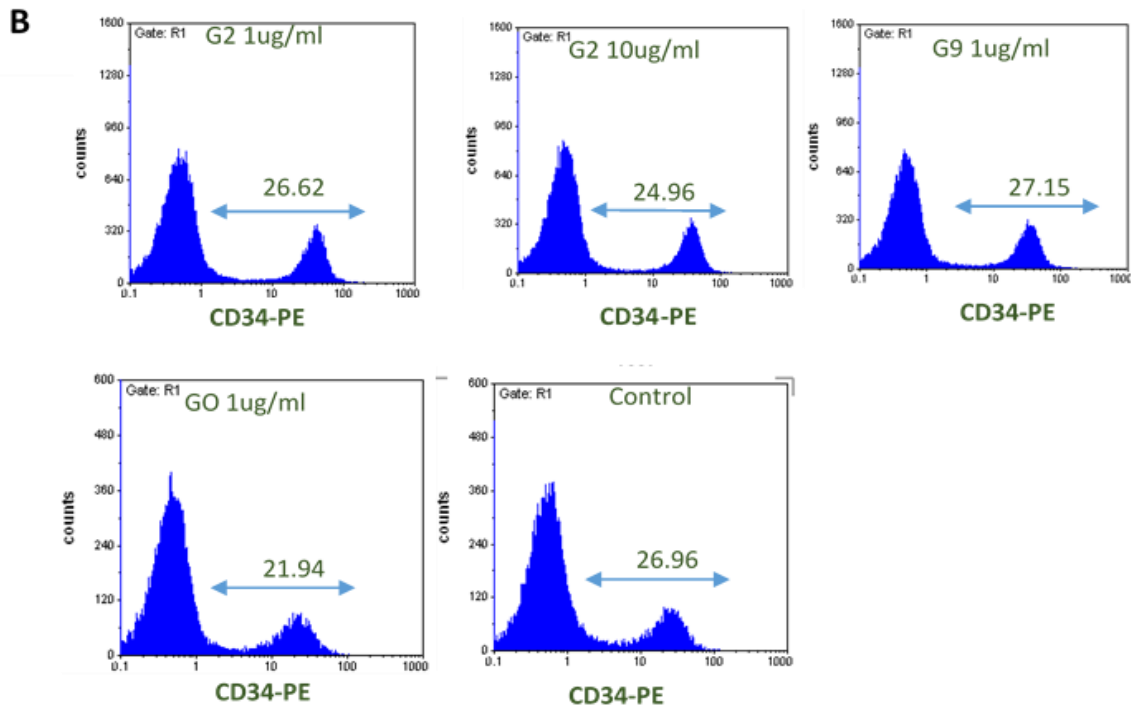 B
Gate: R1
G2 1ug/ml
1600
1280
960
640
320
0
counts
26.62
0.1 1 10 100 1000
CD34-PE
Gate: R1
G2 10ug/ml
1600
1280
960
640
320
0
counts
24.96
0.1 1 10 100 1000
CD34-PE
Gate: R1
G9 1ug/ml
1600
1280
960
640
320
0
counts
27.15
0.1 1 10 100 1000
CD34-PE
Gate: R1
GO 1ug/ml
600
480
360
240
120
0
counts
21.94
0.1 1 10 100 1000
CD34-PE
Gate: R1
Control
600
480
360
240
120
0
counts
26.96
0.1 1 10 100 1000
CD34-PE